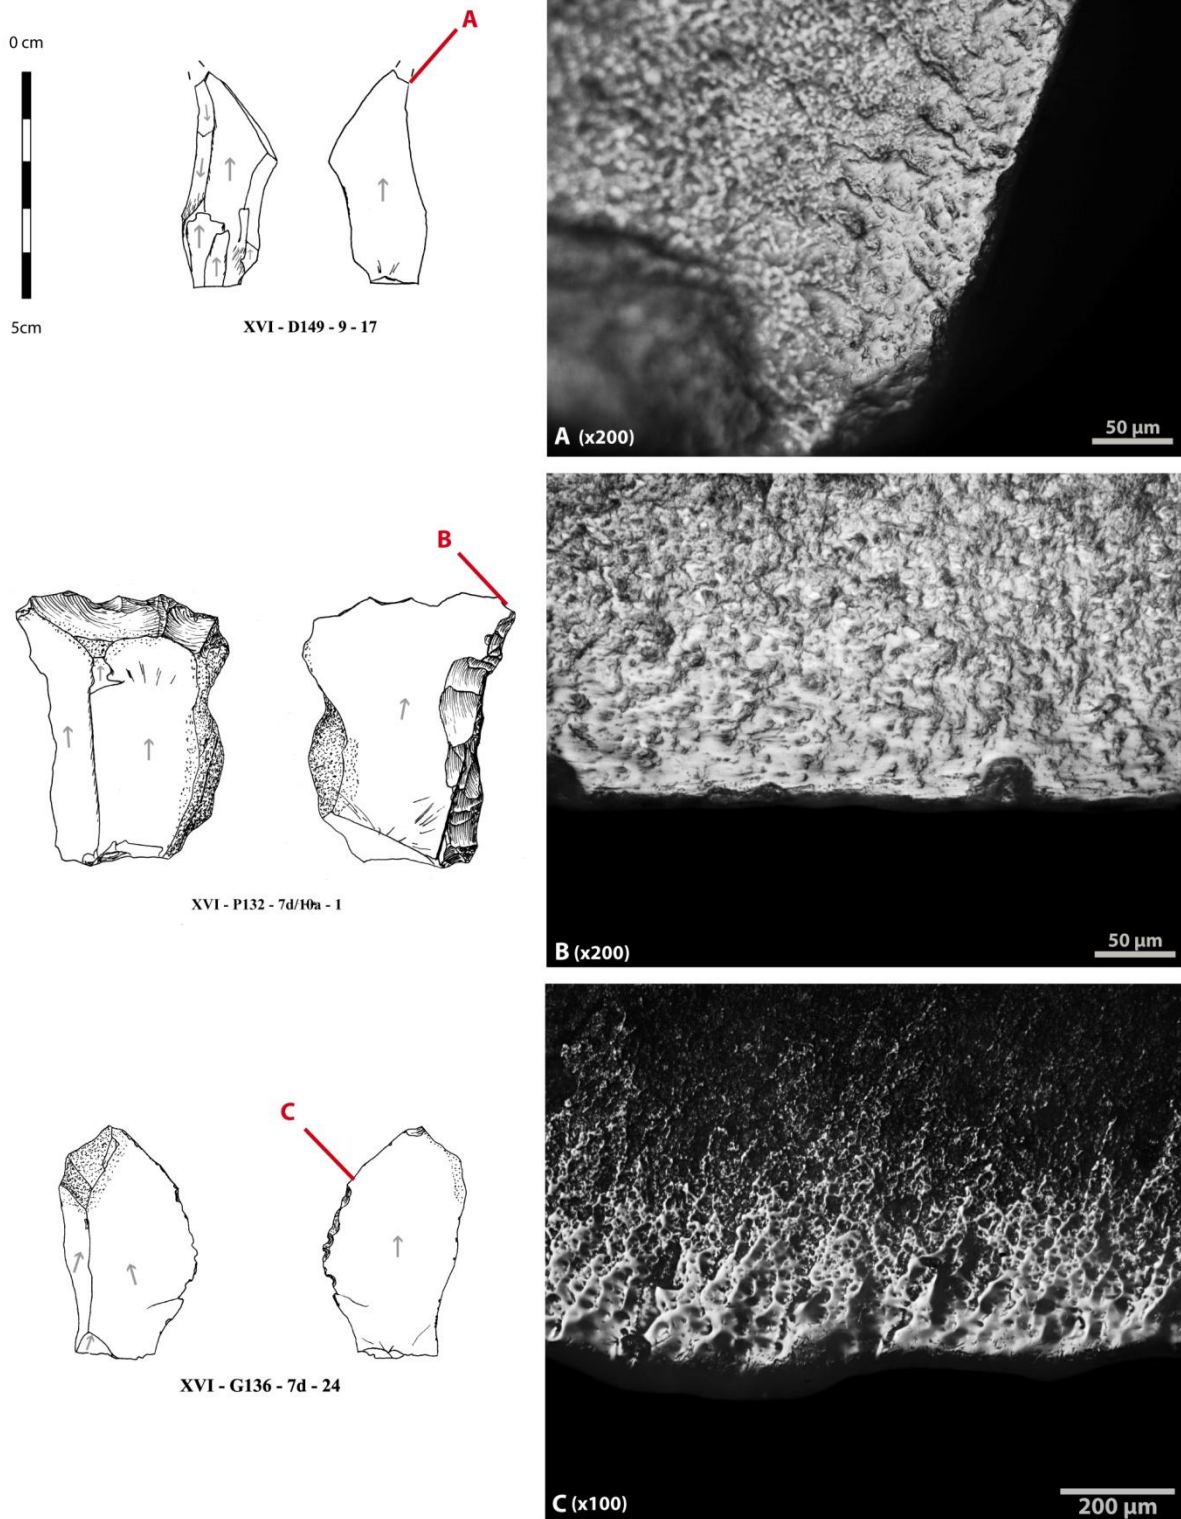 0 cm
5cm
A
XVI - D149 - 9 - 17
A (x200)
50 µm
B
XVI - P132 - 7d/10a - 1
B (x200)
50 µm
C
XVI - G136 - 7d - 24
C (x100)
200 µm